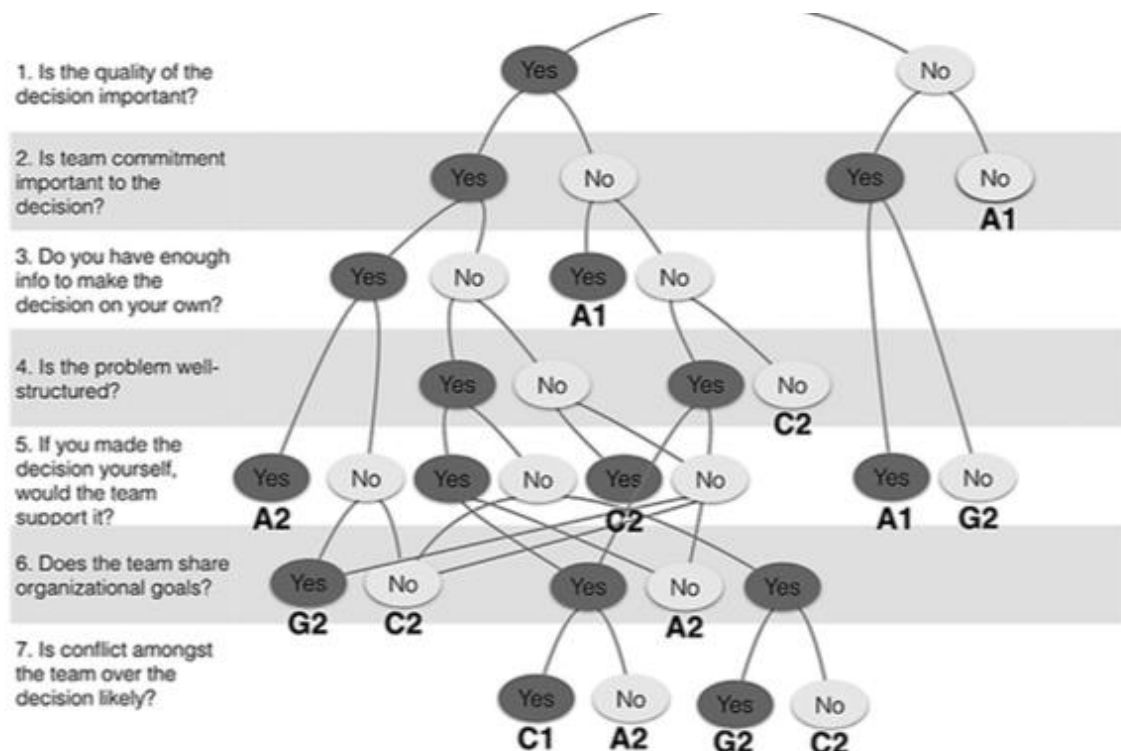 Yes
No
1. Is the quality of the
decision important?
2. Is team commitment
important to the
decision?
Yes
No
Yes
No
A1
3. Do you have enough
info to make the
decision on your own?
Yes
No
Yes
No
A1
4. Is the problem well-
structured?
Yes
No
Yes
No
C2
5. If you made the
decision yourself,
would the team
support it?
Yes
No
Yes
No
Yes
No
Yes
No
A2
C2
A1
G2
6. Does the team share
organizational goals?
Yes
No
Yes
No
Yes
G2
C2
A2
7. Is conflict amongst
the team over the
decision likely?
Yes
No
Yes
No
C1
A2
G2
C2